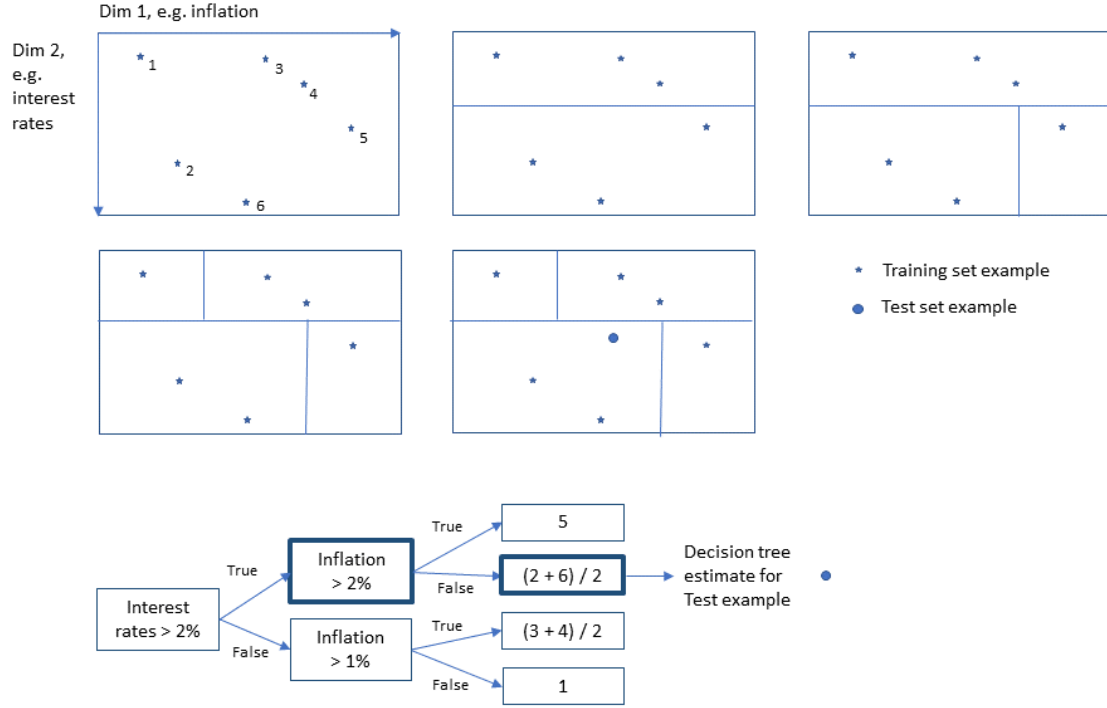 Dim 1, e.g. inflation
Dim 2,
e.g.
interest
rates
1
3
4
5
2
6
Training set example
Test set example
True
5
Inflation
> 2%
True
False
(2 + 6) / 2
Decision tree
estimate for
Test example
Interest
rates > 2%
False
Inflation
> 1%
True
(3 + 4) / 2
False
1